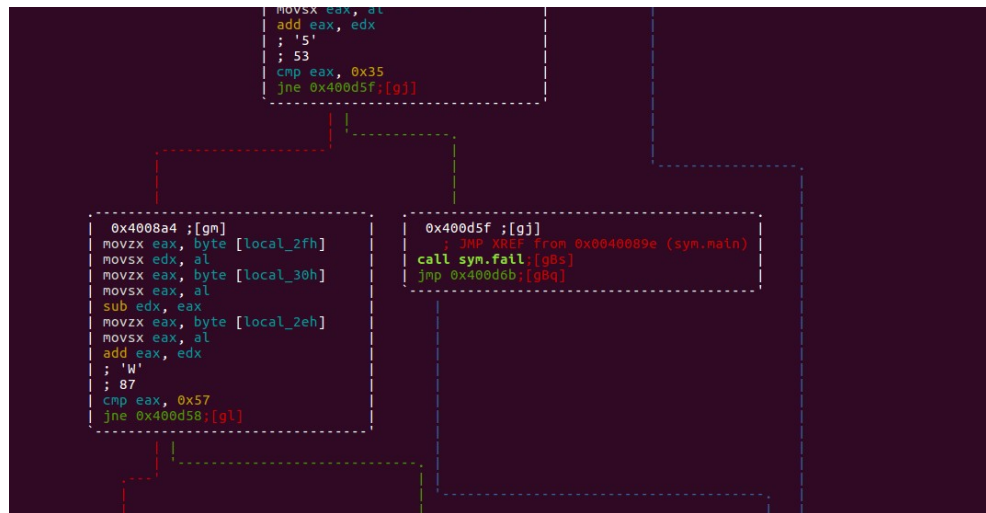 movsx eax, al
add eax, edx
; '5'
; 53
cmp eax, 0x35
jne 0x400d5f;[gj]
0x4008a4 ;[gm]
movzx eax, byte [local_2fh]
movsx edx, al
movzx eax, byte [local_30h]
movsx eax, al
sub edx, eax
movzx eax, byte [local_2eh]
movsx eax, al
add eax, edx
; 'W'
; 87
cmp eax, 0x57
jne 0x400d58;[gl]
0x400d5f ;[gj]
; JMP XREF from 0x0040089e (sym.main)
call sym.fail;[gBs]
jmp 0x400d6b;[gBq]